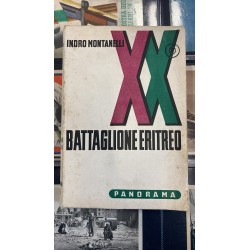 INDRO MONTANELLI
XX
BATTAGLIONE ERITREO
PANORAMA